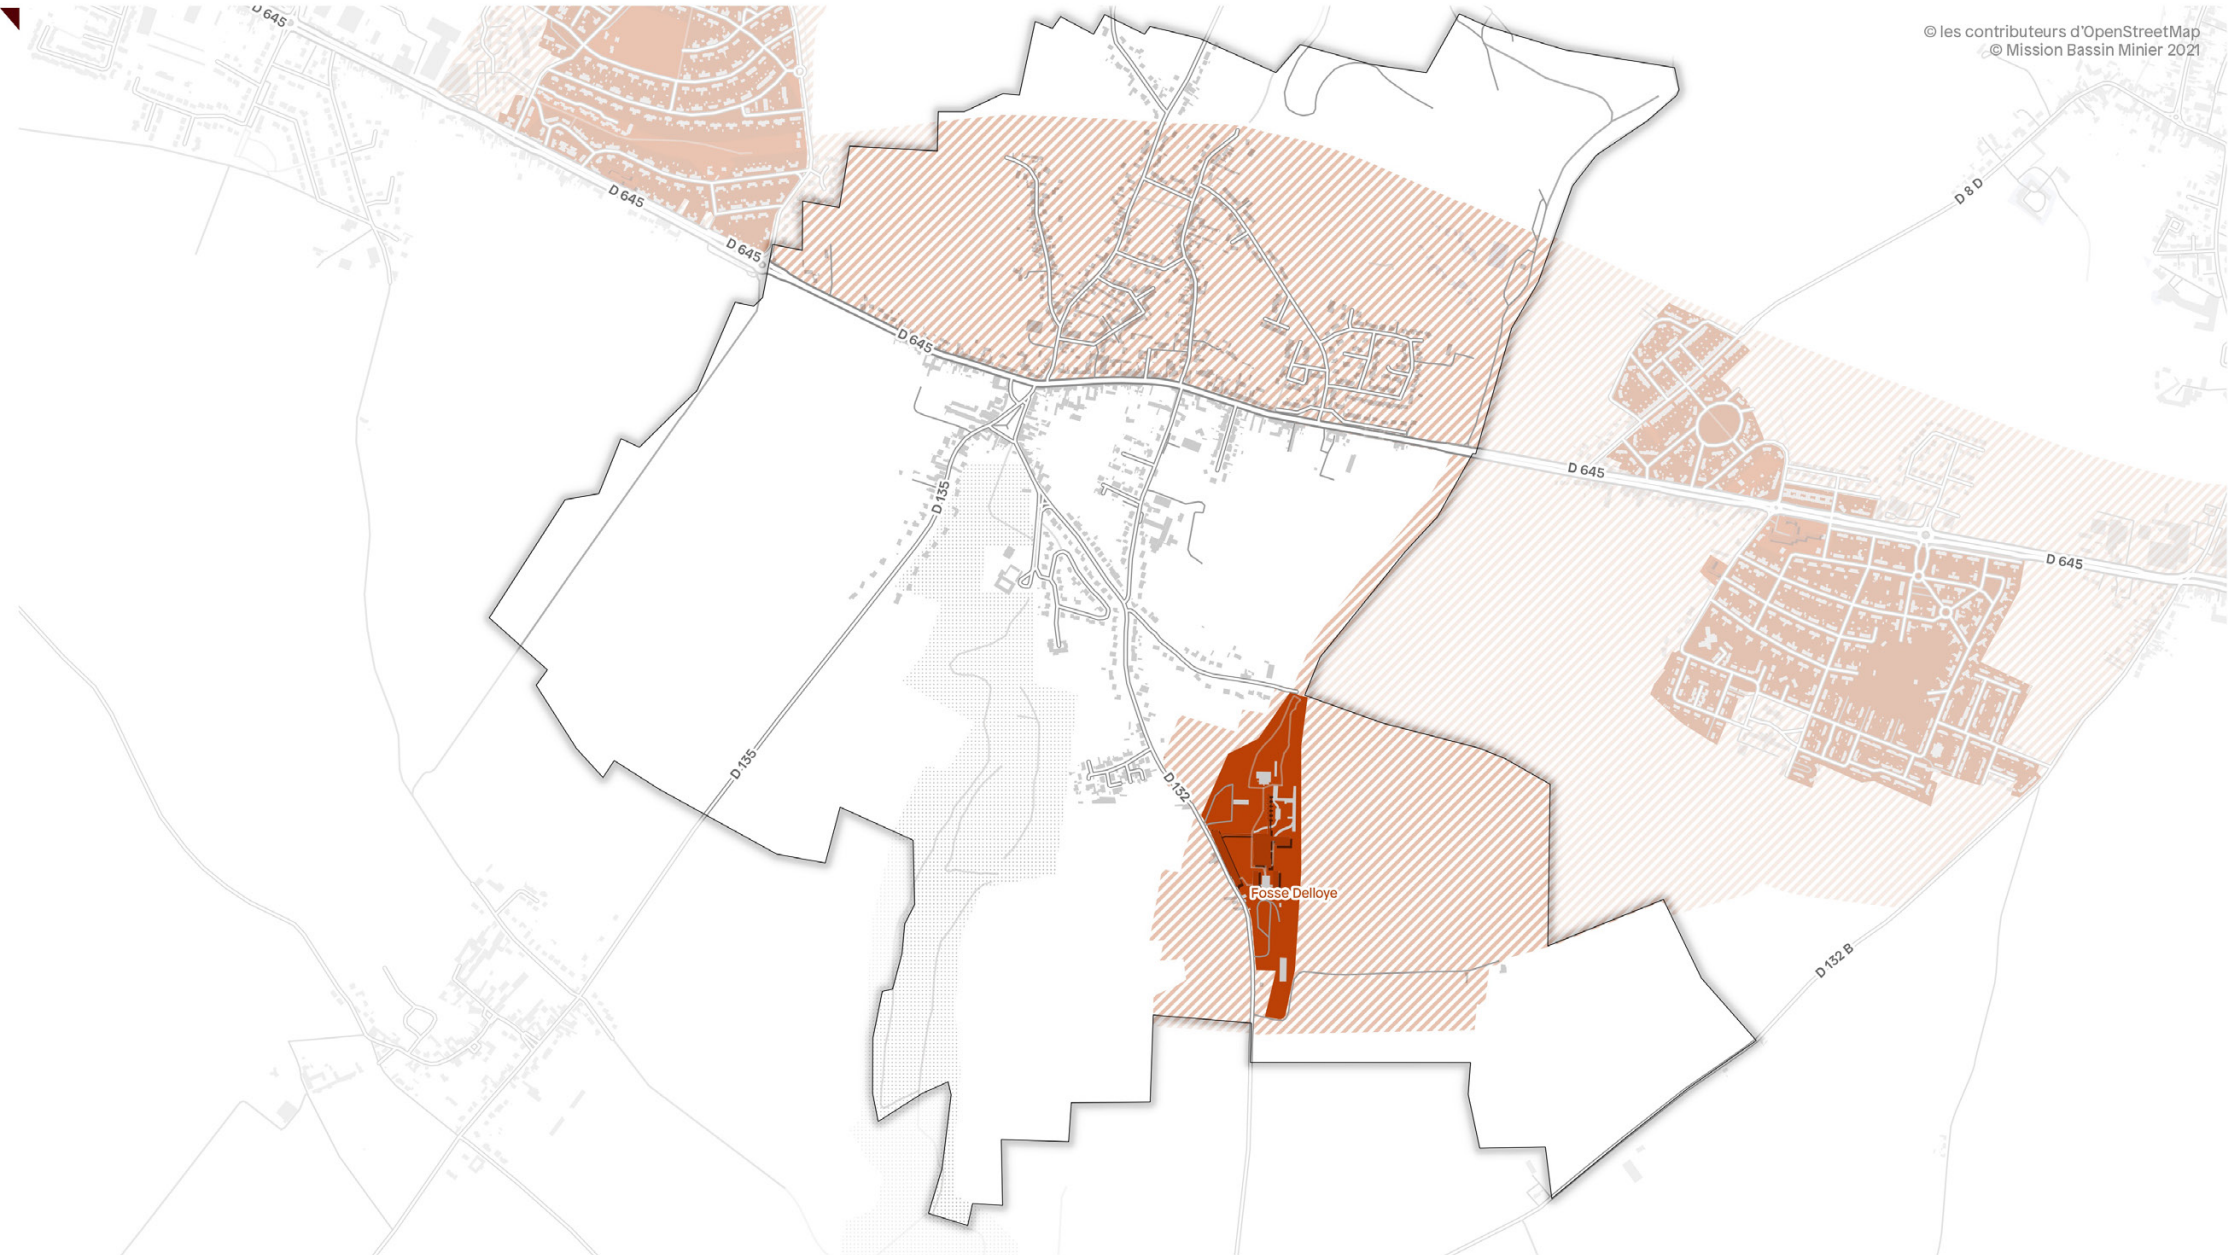 D 645
© les contributeurs d'OpenStreetMap
© Mission Bassin Minier 2021
D 645
D 8 D
D 645
D 645
D 645
D 135
D 645
D 135
D 132
Fosse Delloye
D 132 B